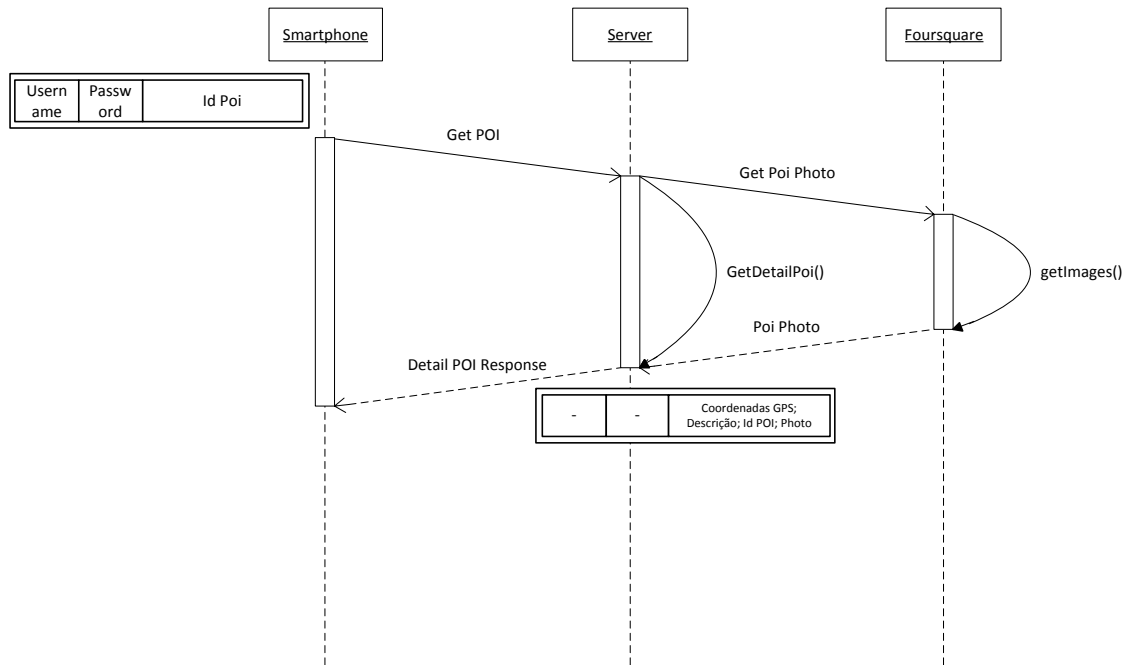 Smartphone
Server
Foursquare
Usern
ame
Passw
ord
Id Poi
Get POI
Get Poi Photo
GetDetailPoi()
getImages()
Poi Photo
Detail POI Response
-
-
Coordenadas GPS;
Descrição; Id POI; Photo